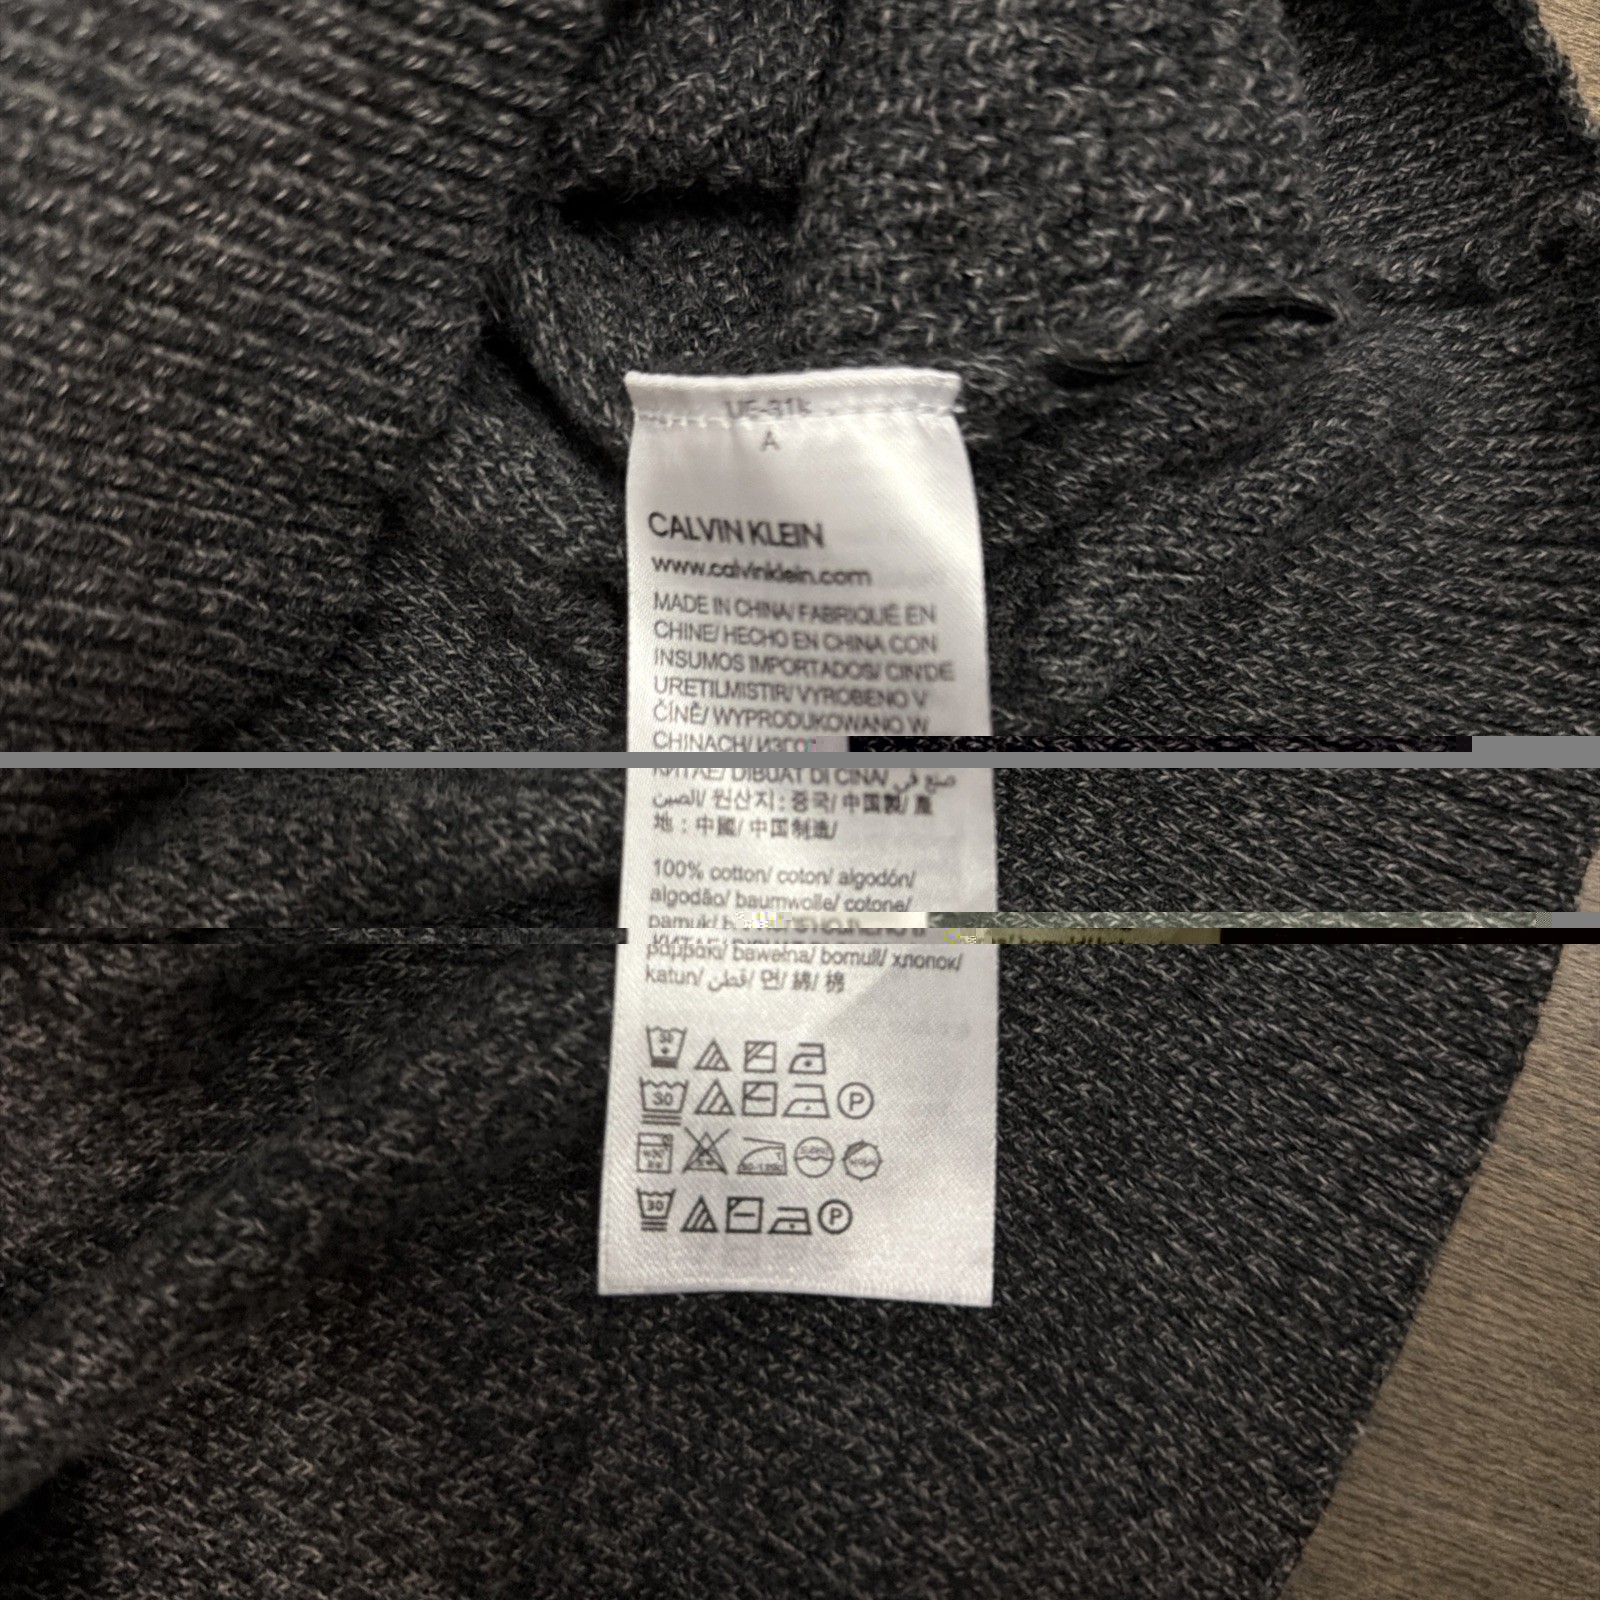 A
CALVIN KLEIN
www.calvinklein.com
MADE IN CHINA/ FABRIQUÉ EN
CHINE/ HECHO EN CHINA CON
INSUMOS IMPORTADOS/ CIN'DE
URETILMISTIR/ VYROBENO V
ČÍNĚ/ WYPRODUKOWANO W
CHINACH/
КИТАЕ/ DIBUAT DI CINA/ صنع في
الصين/ 원산지 : 중국/ 中国製/ 產
地 : 中國/ 中国制造/
100% cotton/ coton/ algodón/
algodão/ baumwolle/ cotone/
pamuk/
βαμβάκι/ bawełna/ bomull/ хлопок/
katun/ قطن/ 면/ 綿/ 棉
30
30 P
30 P